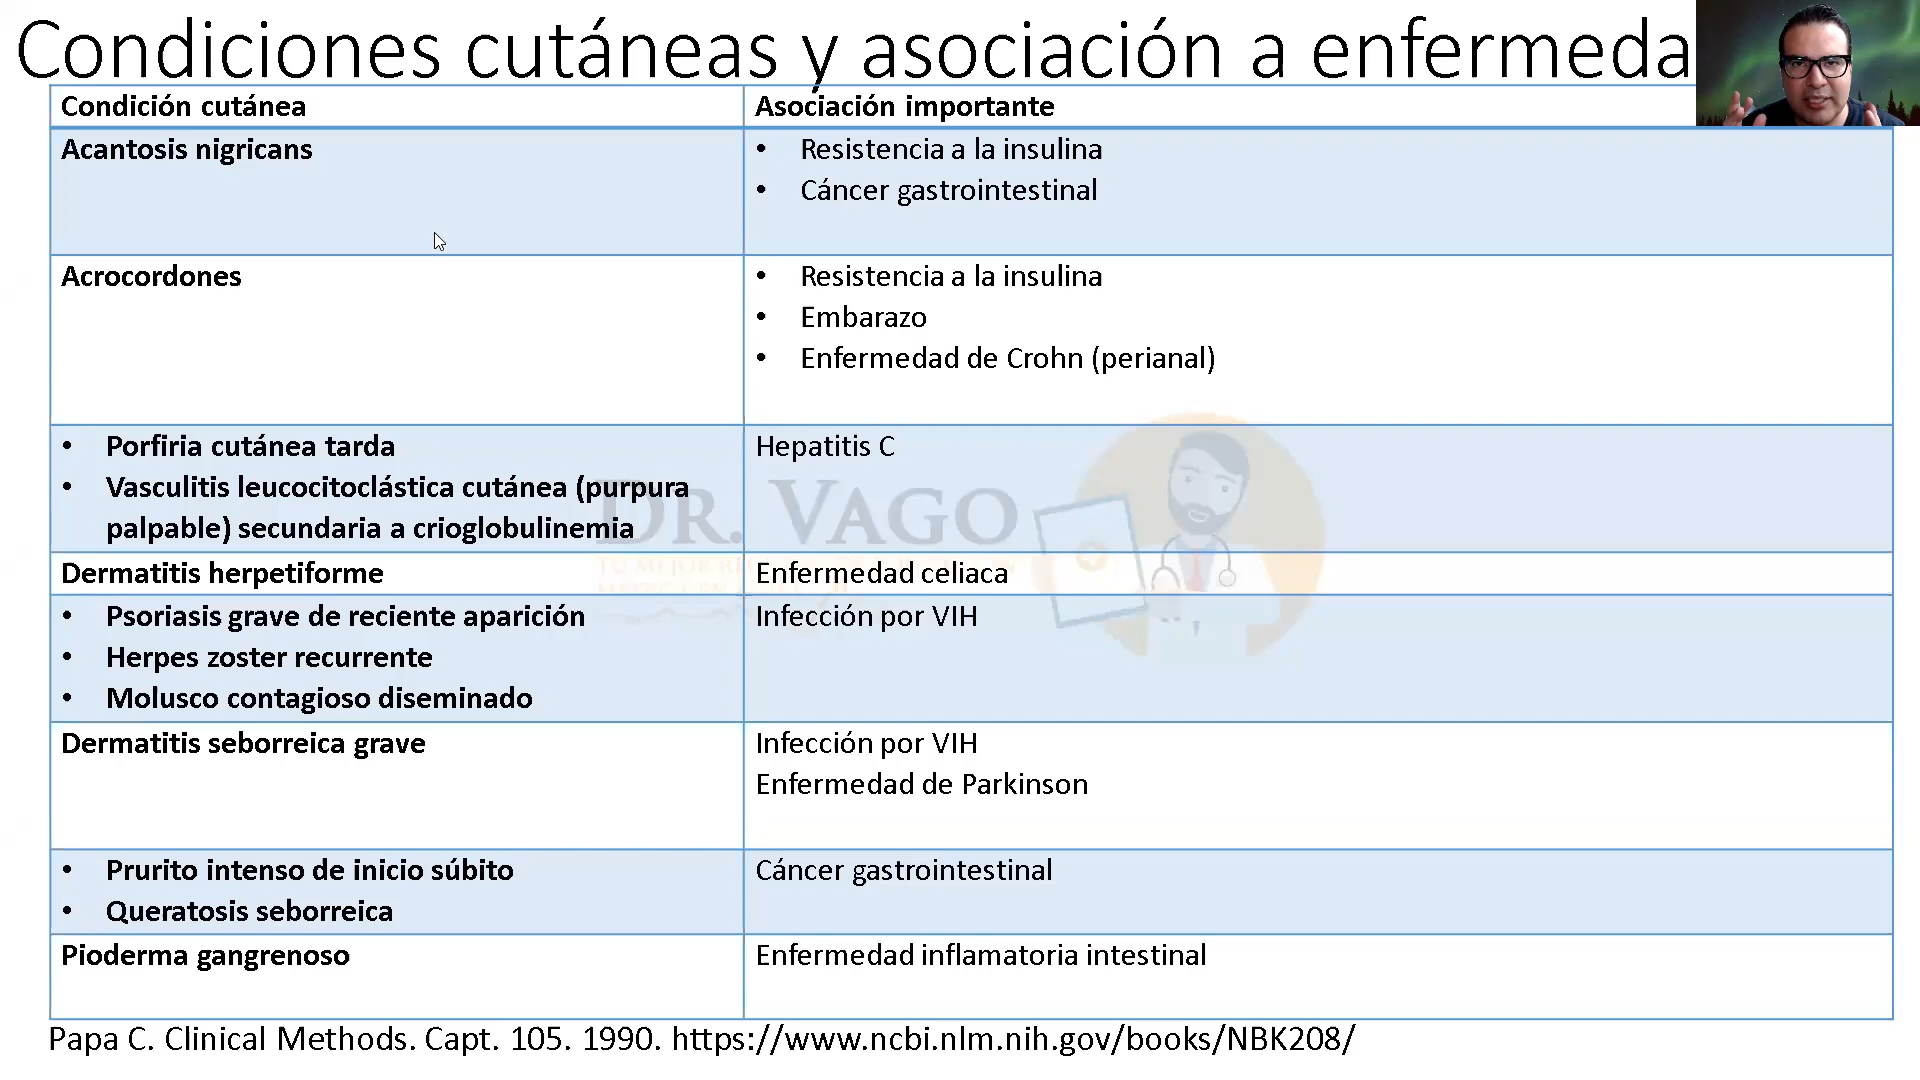 Condiciones cutáneas y asociación a enfermeda
Condición cutánea
Asociación importante
Acantosis nigricans
• Resistencia a la insulina
• Cáncer gastrointestinal
Acrocordones
• Resistencia a la insulina
• Embarazo
• Enfermedad de Crohn (perianal)
• Porfiria cutánea tarda
• Vasculitis leucocitoclástica cutánea (purpura
palpable) secundaria a crioglobulinemia
Hepatitis C
DR. VAGO
Dermatitis herpetiforme
Enfermedad celiaca
• Psoriasis grave de reciente aparición
• Herpes zoster recurrente
• Molusco contagioso diseminado
Infección por VIH
Dermatitis seborreica grave
Infección por VIH
Enfermedad de Parkinson
• Prurito intenso de inicio súbito
• Queratosis seborreica
Cáncer gastrointestinal
Pioderma gangrenoso
Enfermedad inflamatoria intestinal
Papa C. Clinical Methods. Capt. 105. 1990. https://www.ncbi.nlm.nih.gov/books/NBK208/